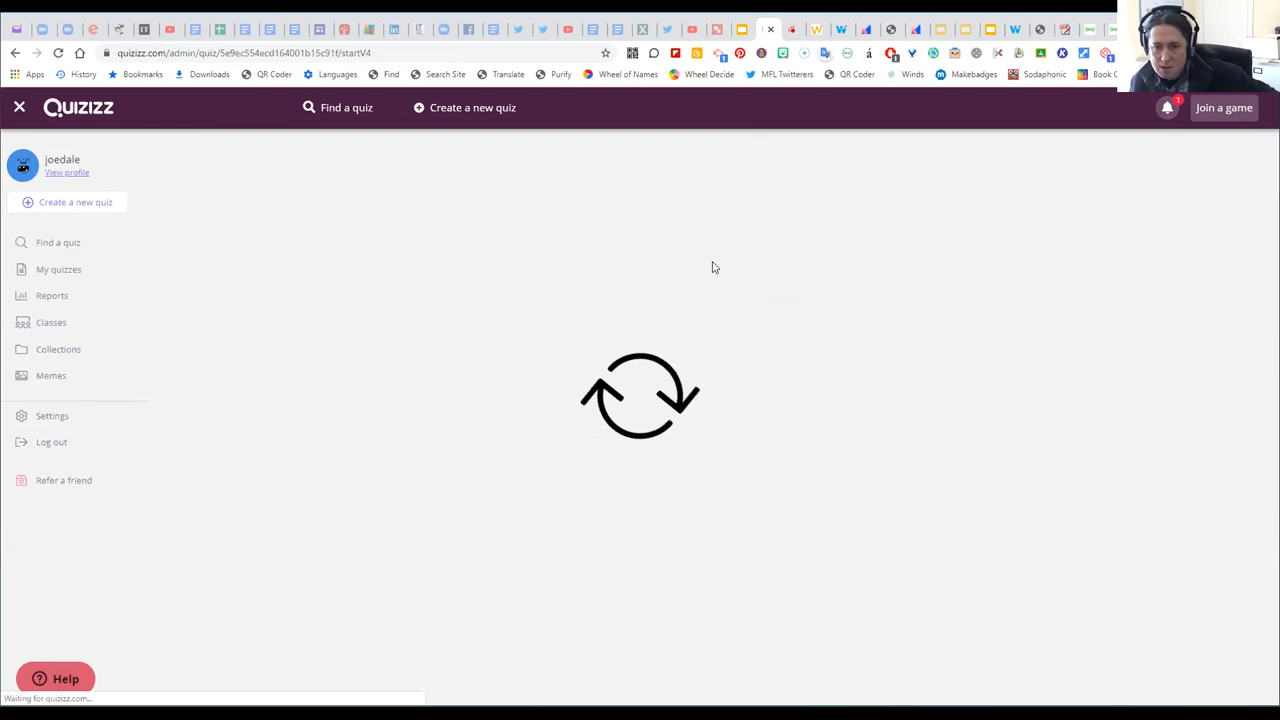 quizizz.com/admin/quiz/5e9ec554ecd164001b15c91f/startV4
Apps History Bookmarks Downloads QR Coder Languages Find Search Site Translate Purify Wheel of Names Wheel Decide MFL Twitterers QR Coder Winds Makebadges Sodaphonic Book C
QUIZIZZ Find a quiz Create a new quiz 1 Join a game
joedale
View profile
Create a new quiz
Find a quiz
My quizzes
Reports
Classes
Collections
Memes
Settings
Log out
Refer a friend
Help
Waiting for quizizz.com...